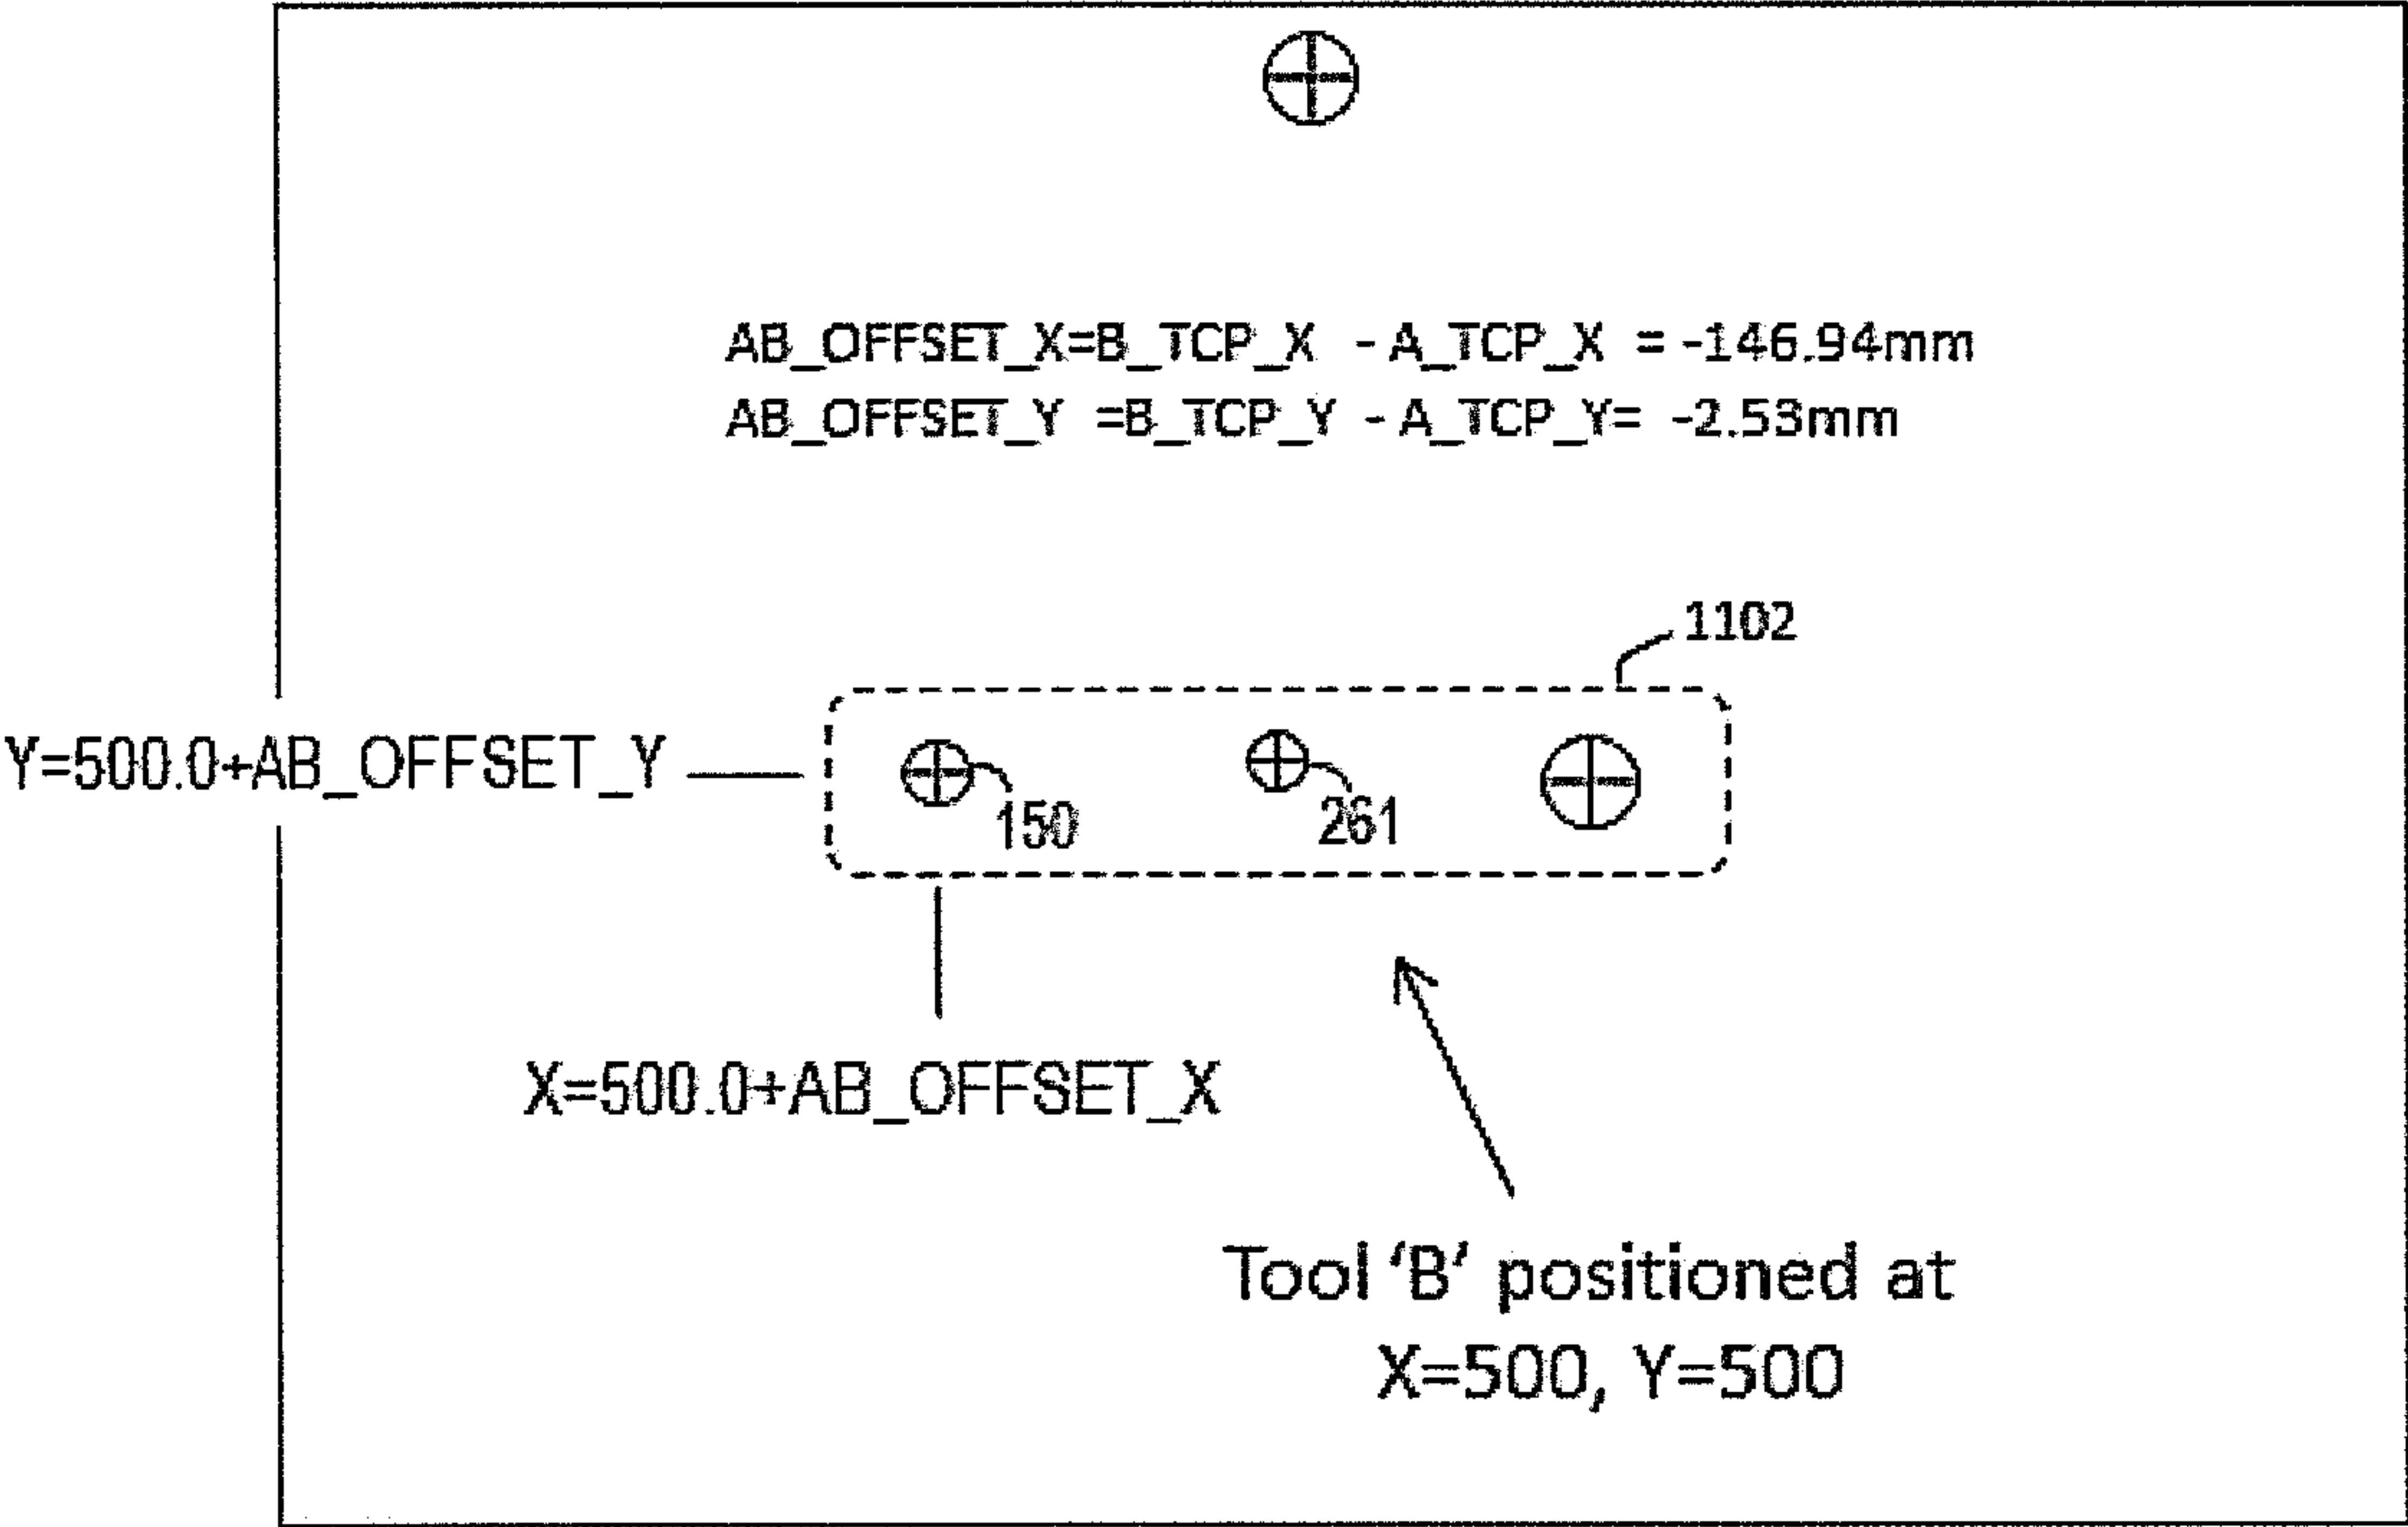 AB_OFFSET_X=B_TCP_X - A_TCP_X = -146.94mm
AB_OFFSET_Y =B_TCP_Y - A_TCP_Y= -2.53mm
1102
Y=500.0+AB_OFFSET_Y
150
261
X=500.0+AB_OFFSET_X
Tool ‘B’ positioned at
X=500, Y=500